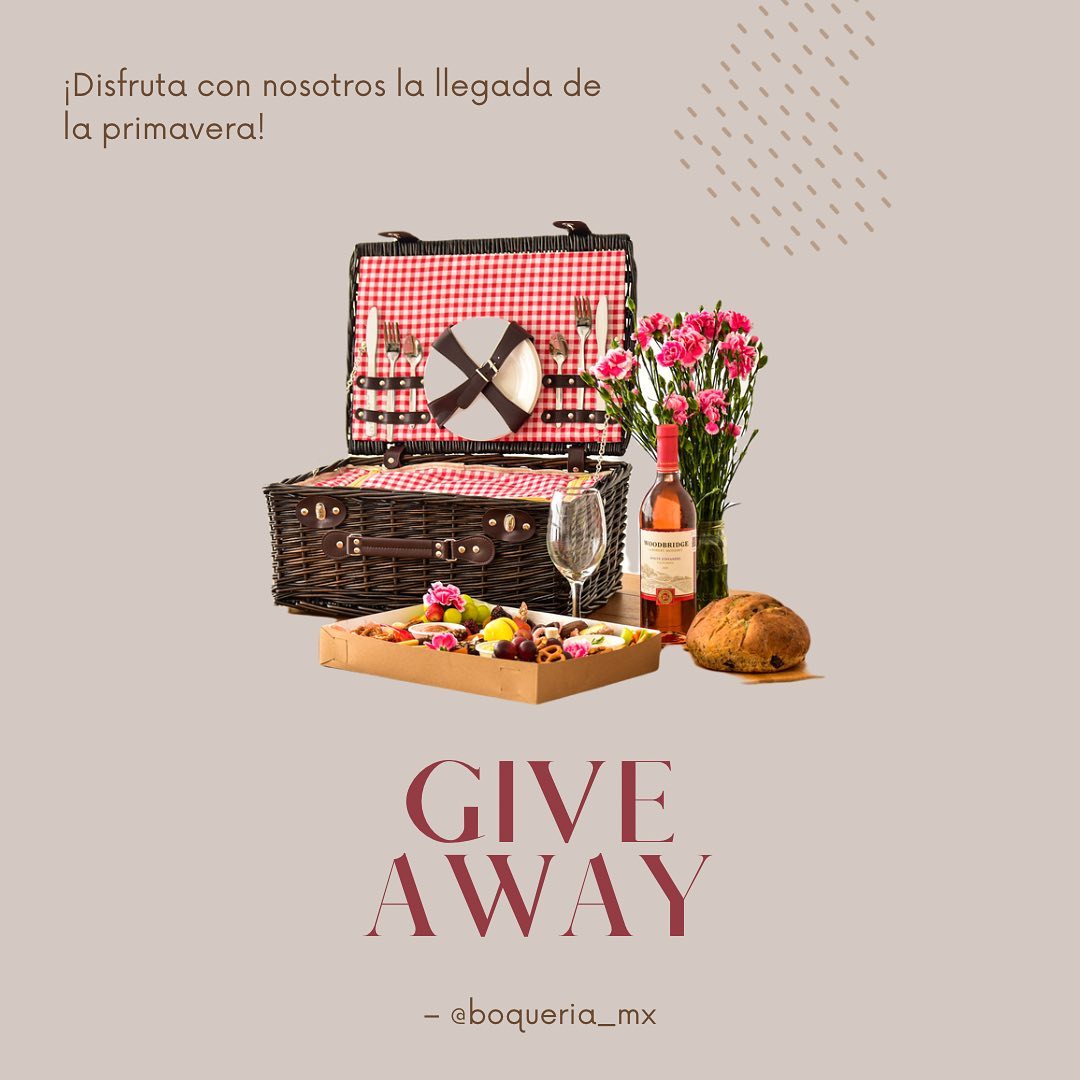 ¡Disfruta con nosotros la llegada de
la primavera!
WOODBRIDGE
GIVE
AWAY
– @boqueria_mx